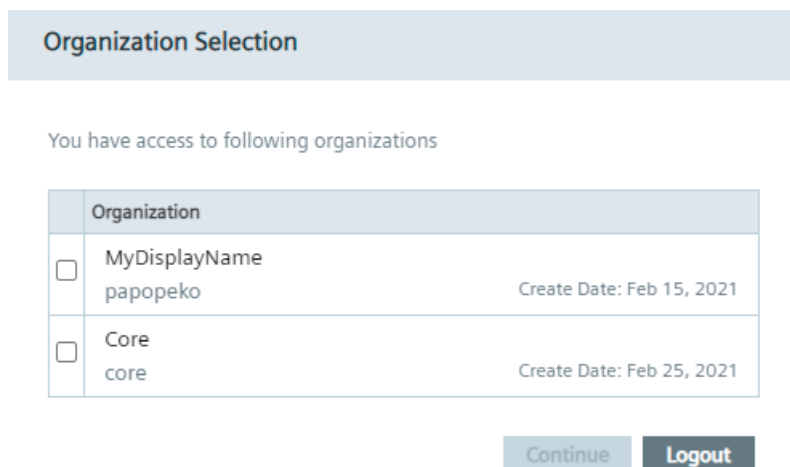 Organization Selection
You have access to following organizations
Organization
MyDisplayName
papopeko Create Date: Feb 15, 2021
Core
core Create Date: Feb 25, 2021
Continue Logout